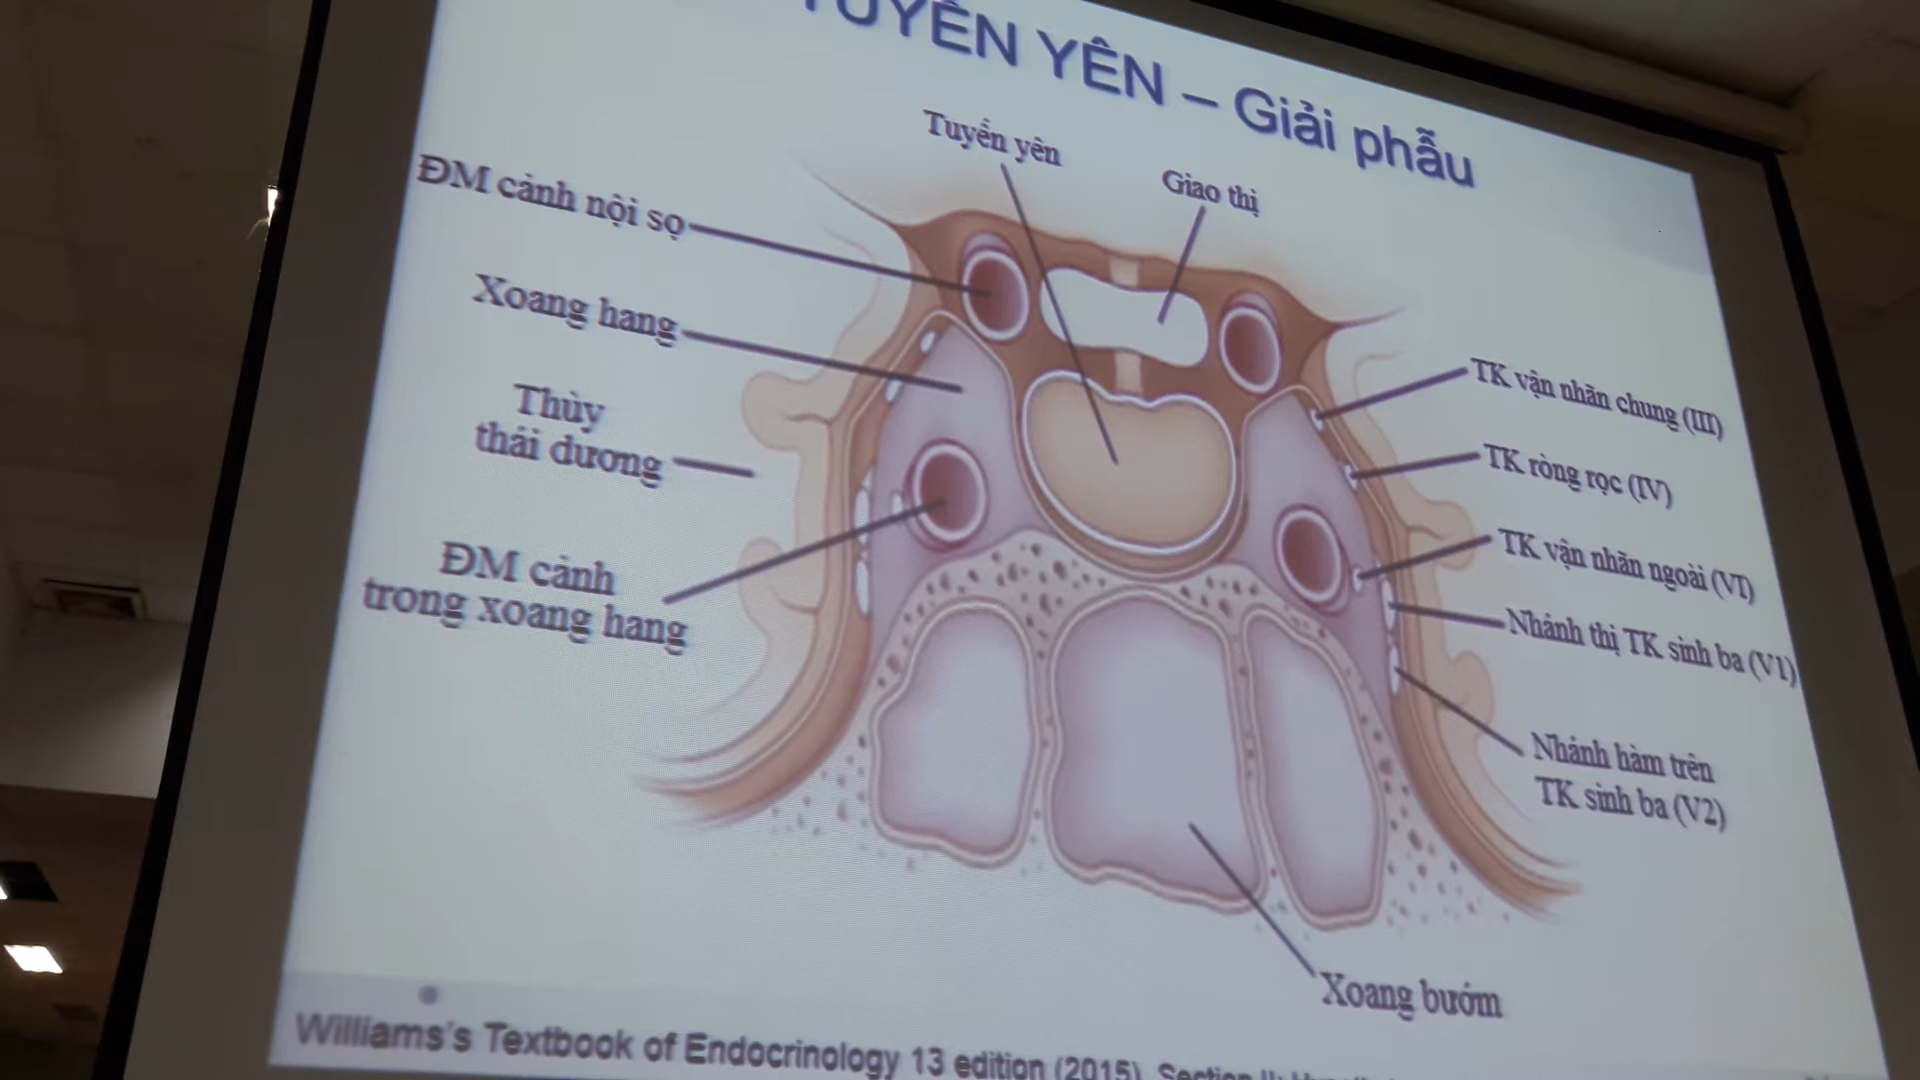 TUYẾN YÊN – Giải phẫu
Tuyến yên
Giao thị
ĐM cảnh nội sọ
Xoang hang
Thùy
thái dương
ĐM cảnh
trong xoang hang
TK vận nhãn chung (III)
TK ròng rọc (IV)
TK vận nhãn ngoài (VI)
Nhánh thị TK sinh ba (V1)
Nhánh hàm trên
TK sinh ba (V2)
Xoang bướm
Williams's Textbook of Endocrinology 13 edition (2015), Section II: